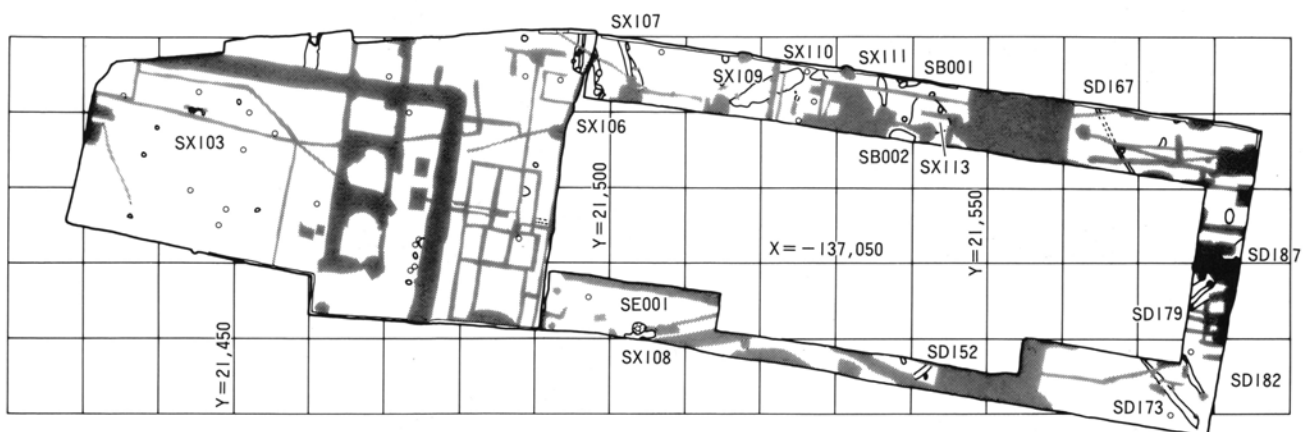 SX107
SX110
SX111
SB001
SX109
SD167
SX103
SX106
SB002
SX113
Y=21,500
Y=21,550
X=-137,050
SD187
SE001
SD179
SX108
SD152
SD182
Y=21,450
SD173